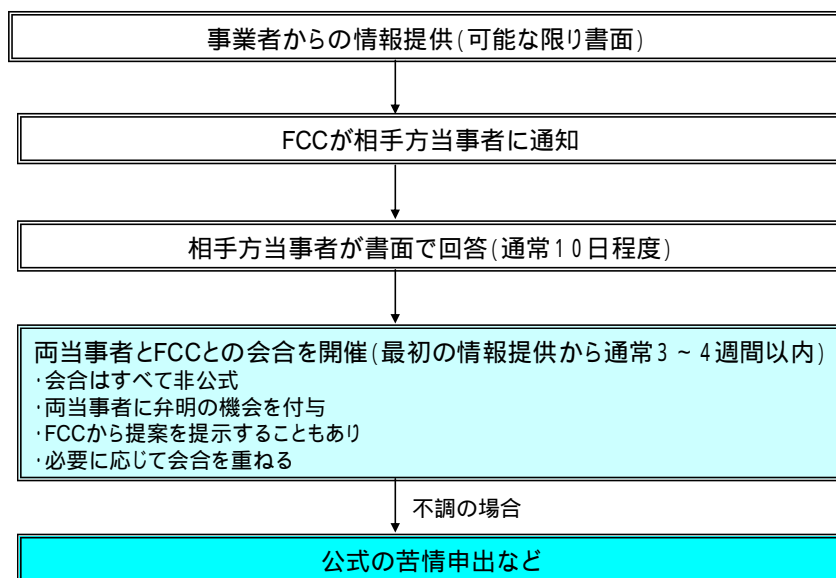 事業者からの情報提供(可能な限り書面)
FCCが相手方当事者に通知
相手方当事者が書面で回答(通常10日程度)
両当事者とFCCとの会合を開催(最初の情報提供から通常3~4週間以内)
・会合はすべて非公式
・両当事者に弁明の機会を付与
・FCCから提案を提示することもあり
・必要に応じて会合を重ねる
不調の場合
公式の苦情申出など